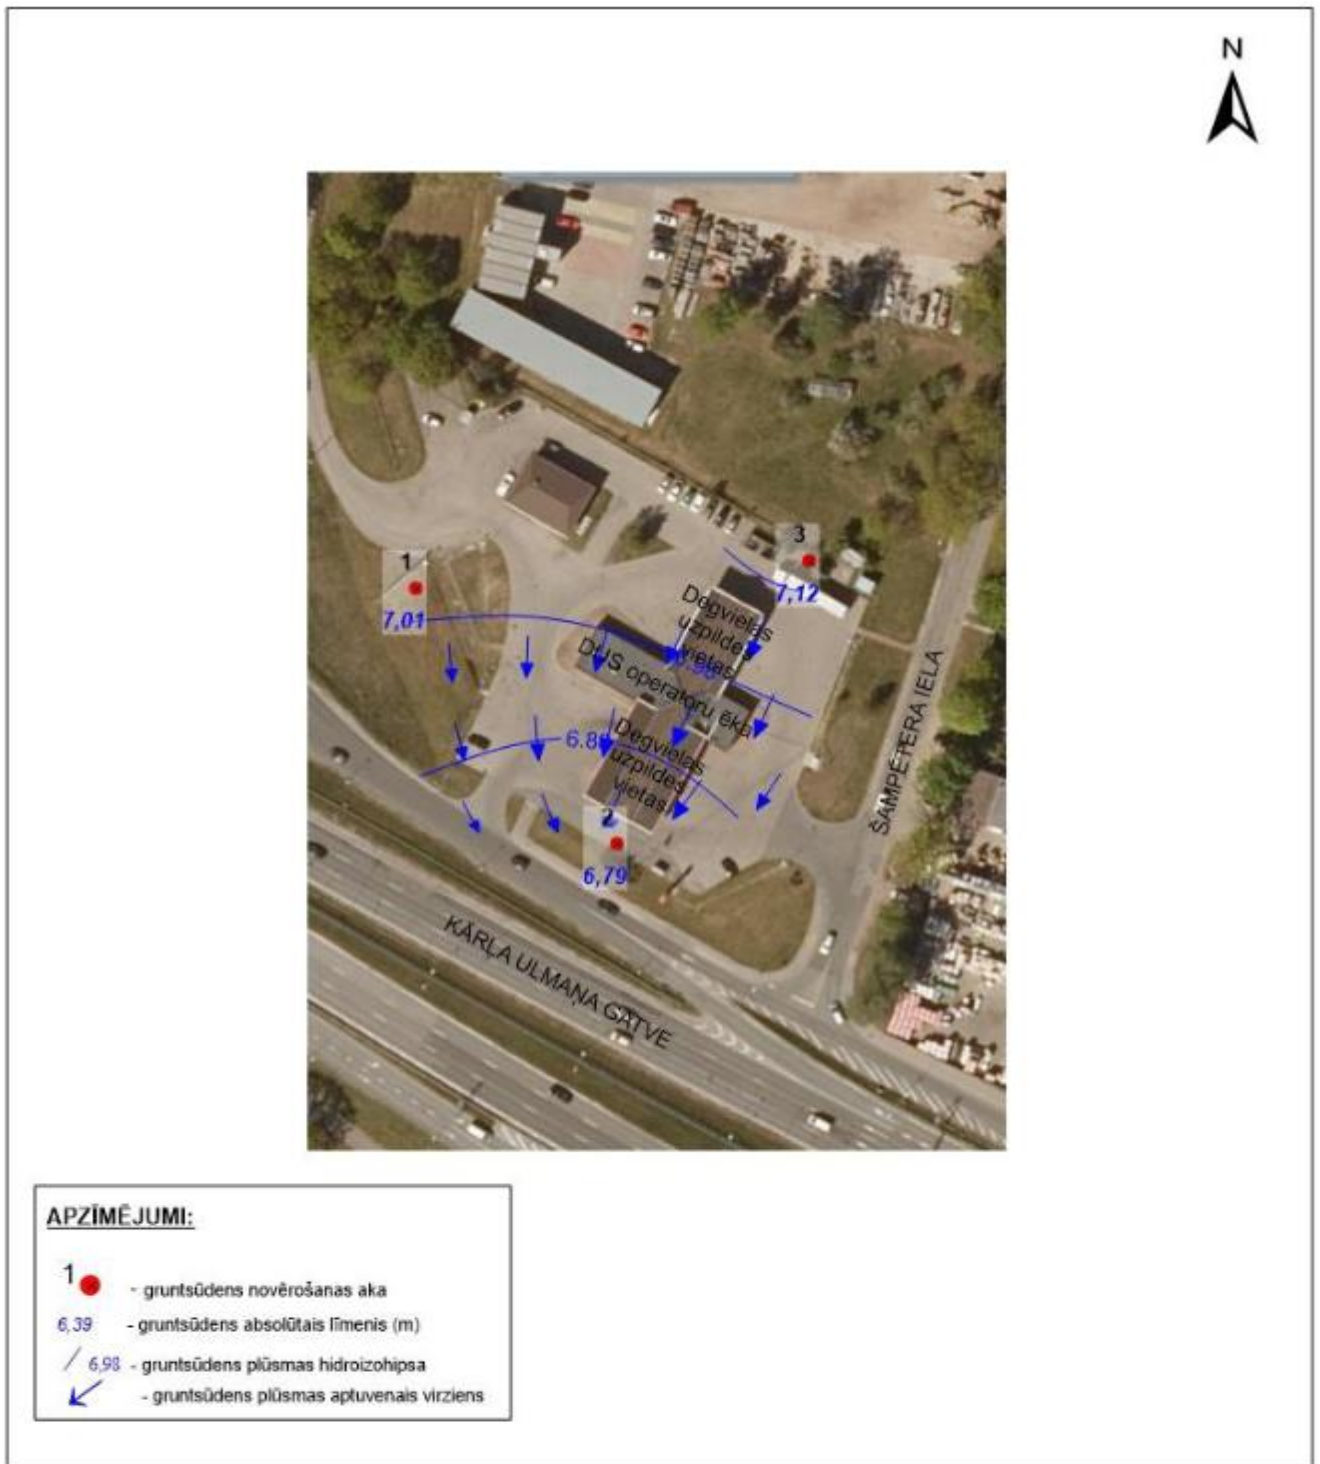 N
3
7,12
1
7,01
Degvielas
uzpildes
vietas
DUS operatoru ēka
Degvielas
uzpildes
vietas
2
6,79
ŠAMPĒTERA IELA
KĀRĻA ULMAŅA GATVE
APZĪMĒJUMI:
1
- gruntsūdens novērošanas aka
6,39 - gruntsūdens absolūtais līmenis (m)
6,98 - gruntsūdens plūsmas hidroizohipsa
- gruntsūdens plūsmas aptuvenais virziens